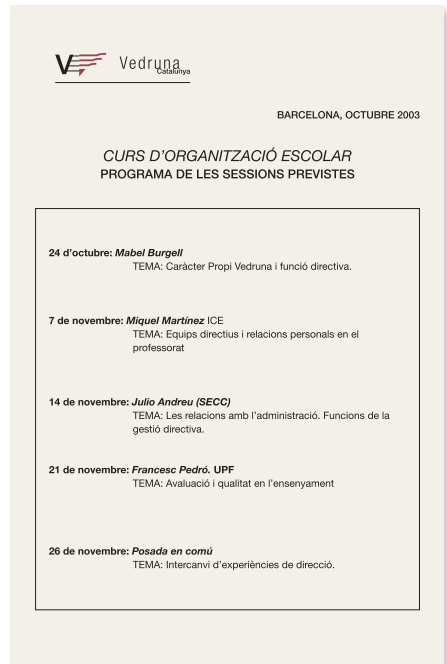 Vedruna
Catalunya
BARCELONA, OCTUBRE 2003
CURS D'ORGANITZACIÓ ESCOLAR
PROGRAMA DE LES SESSIONS PREVISTES
24 d'octubre: Mabel Burgell
TEMA: Caràcter Propi Vedruna i funció directiva.
7 de novembre: Miquel Martínez ICE
TEMA: Equips directius i relacions personals en el
professorat
14 de novembre: Julio Andreu (SECC)
TEMA: Les relacions amb l'administració. Funcions de la
gestió directiva.
21 de novembre: Francesc Pedró. UPF
TEMA: Avaluació i qualitat en l'ensenyament
26 de novembre: Posada en comú
TEMA: Intercanvi d'experiències de direcció.